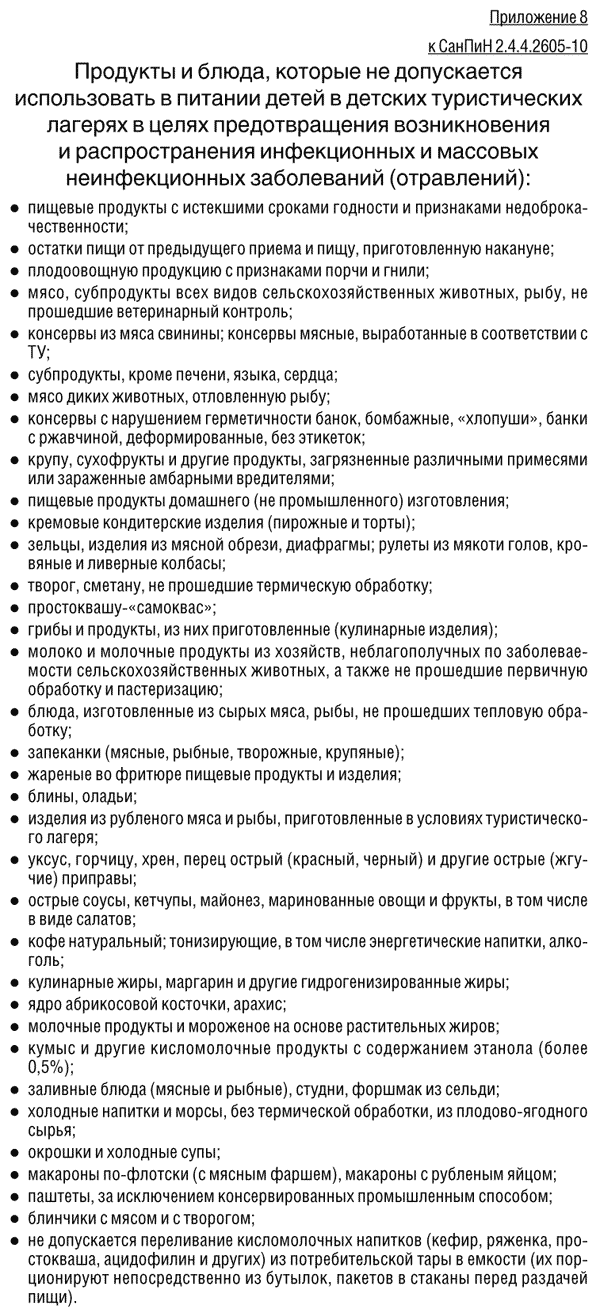 Приложение 8
к СанПиН 2.4.4.2605-10
Продукты и блюда, которые не допускается
использовать в питании детей в детских туристических
лагерях в целях предотвращения возникновения
и распространения инфекционных и массовых
неинфекционных заболеваний (отравлений):
● пищевые продукты с истекшими сроками годности и признаками недоброка-
чественности;
● остатки пищи от предыдущего приема и пищу, приготовленную накануне;
● плодоовощную продукцию с признаками порчи и гнили;
● мясо, субпродукты всех видов сельскохозяйственных животных, рыбу, не
прошедшие ветеринарный контроль;
● консервы из мяса свинины; консервы мясные, выработанные в соответствии с
ТУ;
● субпродукты, кроме печени, языка, сердца;
● мясо диких животных, отловленную рыбу;
● консервы с нарушением герметичности банок, бомбажные, «хлопуши», банки
с ржавчиной, деформированные, без этикеток;
● крупу, сухофрукты и другие продукты, загрязненные различными примесями
или зараженные амбарными вредителями;
● пищевые продукты домашнего (не промышленного) изготовления;
● кремовые кондитерские изделия (пирожные и торты);
● зельцы, изделия из мясной обрези, диафрагмы; рулеты из мякоти голов, кро-
вяные и ливерные колбасы;
● творог, сметану, не прошедшие термическую обработку;
● простоквашу-«самоквас»;
● грибы и продукты, из них приготовленные (кулинарные изделия);
● молоко и молочные продукты из хозяйств, неблагополучных по заболевае-
мости сельскохозяйственных животных, а также не прошедшие первичную
обработку и пастеризацию;
● блюда, изготовленные из сырых мяса, рыбы, не прошедших тепловую обра-
ботку;
● запеканки (мясные, рыбные, творожные, крупяные);
● жареные во фритюре пищевые продукты и изделия;
● блины, оладьи;
● изделия из рубленого мяса и рыбы, приготовленные в условиях туристическо-
го лагеря;
● уксус, горчицу, хрен, перец острый (красный, черный) и другие острые (жгу-
чие) приправы;
● острые соусы, кетчупы, майонез, маринованные овощи и фрукты, в том числе
в виде салатов;
● кофе натуральный; тонизирующие, в том числе энергетические напитки, алко-
голь;
● кулинарные жиры, маргарин и другие гидрогенизированные жиры;
● ядро абрикосовой косточки, арахис;
● молочные продукты и мороженое на основе растительных жиров;
● кумыс и другие кисломолочные продукты с содержанием этанола (более
0,5%);
● заливные блюда (мясные и рыбные), студни, форшмак из сельди;
● холодные напитки и морсы, без термической обработки, из плодово-ягодного
сырья;
● окрошки и холодные супы;
● макароны по-флотски (с мясным фаршем), макароны с рубленым яйцом;
● паштеты, за исключением консервированных промышленным способом;
● блинчики с мясом и с творогом;
● не допускается переливание кисломолочных напитков (кефир, ряженка, про-
стокваша, ацидофилин и других) из потребительской тары в емкости (их пор-
ционируют непосредственно из бутылок, пакетов в стаканы перед раздачей
пищи).